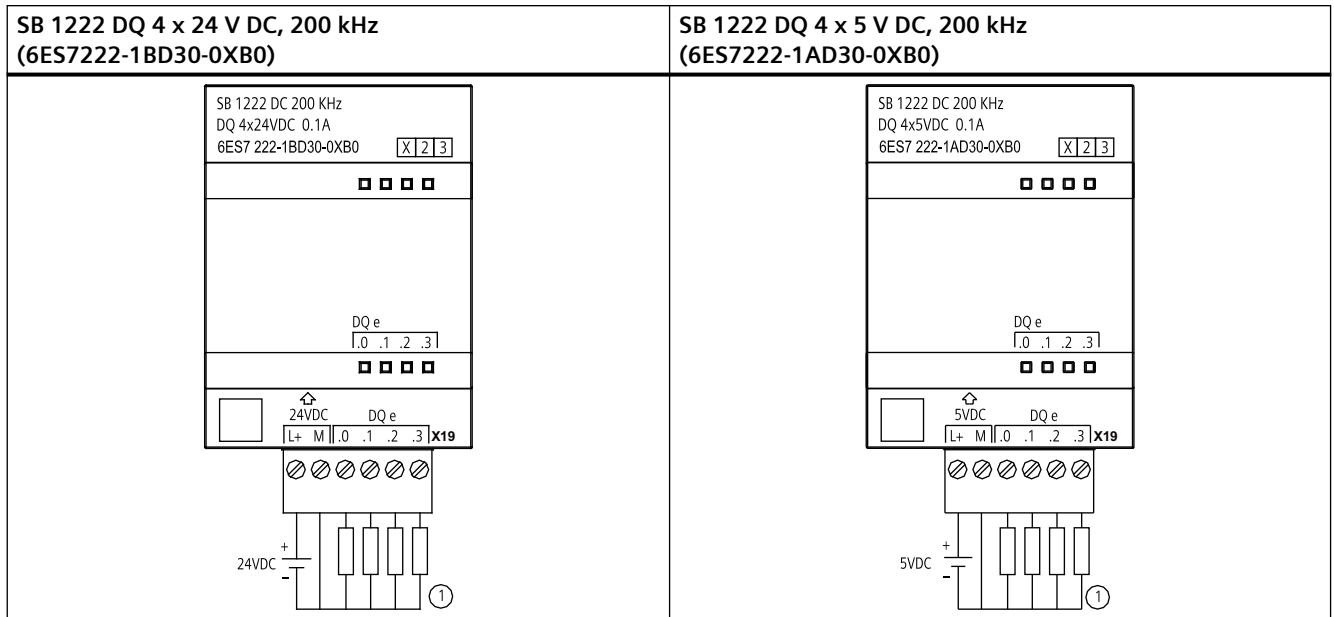 SB 1222 DQ 4 x 24 V DC, 200 kHz
(6ES7222-1BD30-0XB0)
SB 1222 DQ 4 x 5 V DC, 200 kHz
(6ES7222-1AD30-0XB0)
SB 1222 DC 200 KHz
DQ 4x24VDC 0.1A
6ES7 222-1BD30-0XB0 X 2 3
DQ e
.0 .1 .2 .3
24VDC DQ e
L+ M .0 .1 .2 .3 X19
+
24VDC
-
1
SB 1222 DC 200 KHz
DQ 4x5VDC 0.1A
6ES7 222-1AD30-0XB0 X 2 3
DQ e
.0 .1 .2 .3
5VDC DQ e
L+ M .0 .1 .2 .3 X19
+
5VDC
-
1